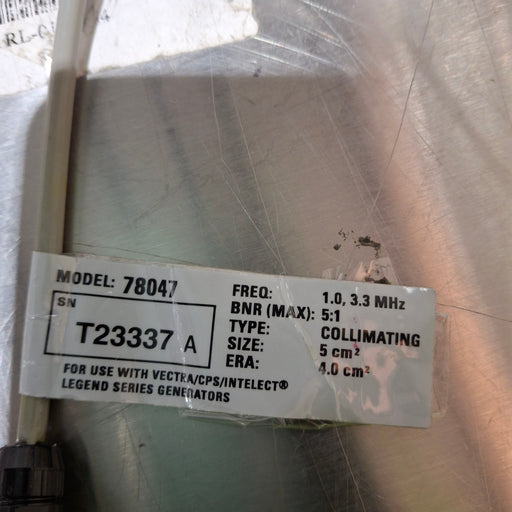 MODEL: 78047
SN
T23337 A
FOR USE WITH VECTRA/CPS/INTELECT®
LEGEND SERIES GENERATORS
FREQ: 1.0, 3.3 MHz
BNR (MAX): 5:1
TYPE: COLLIMATING
SIZE: 5 cm²
ERA: 4.0 cm²